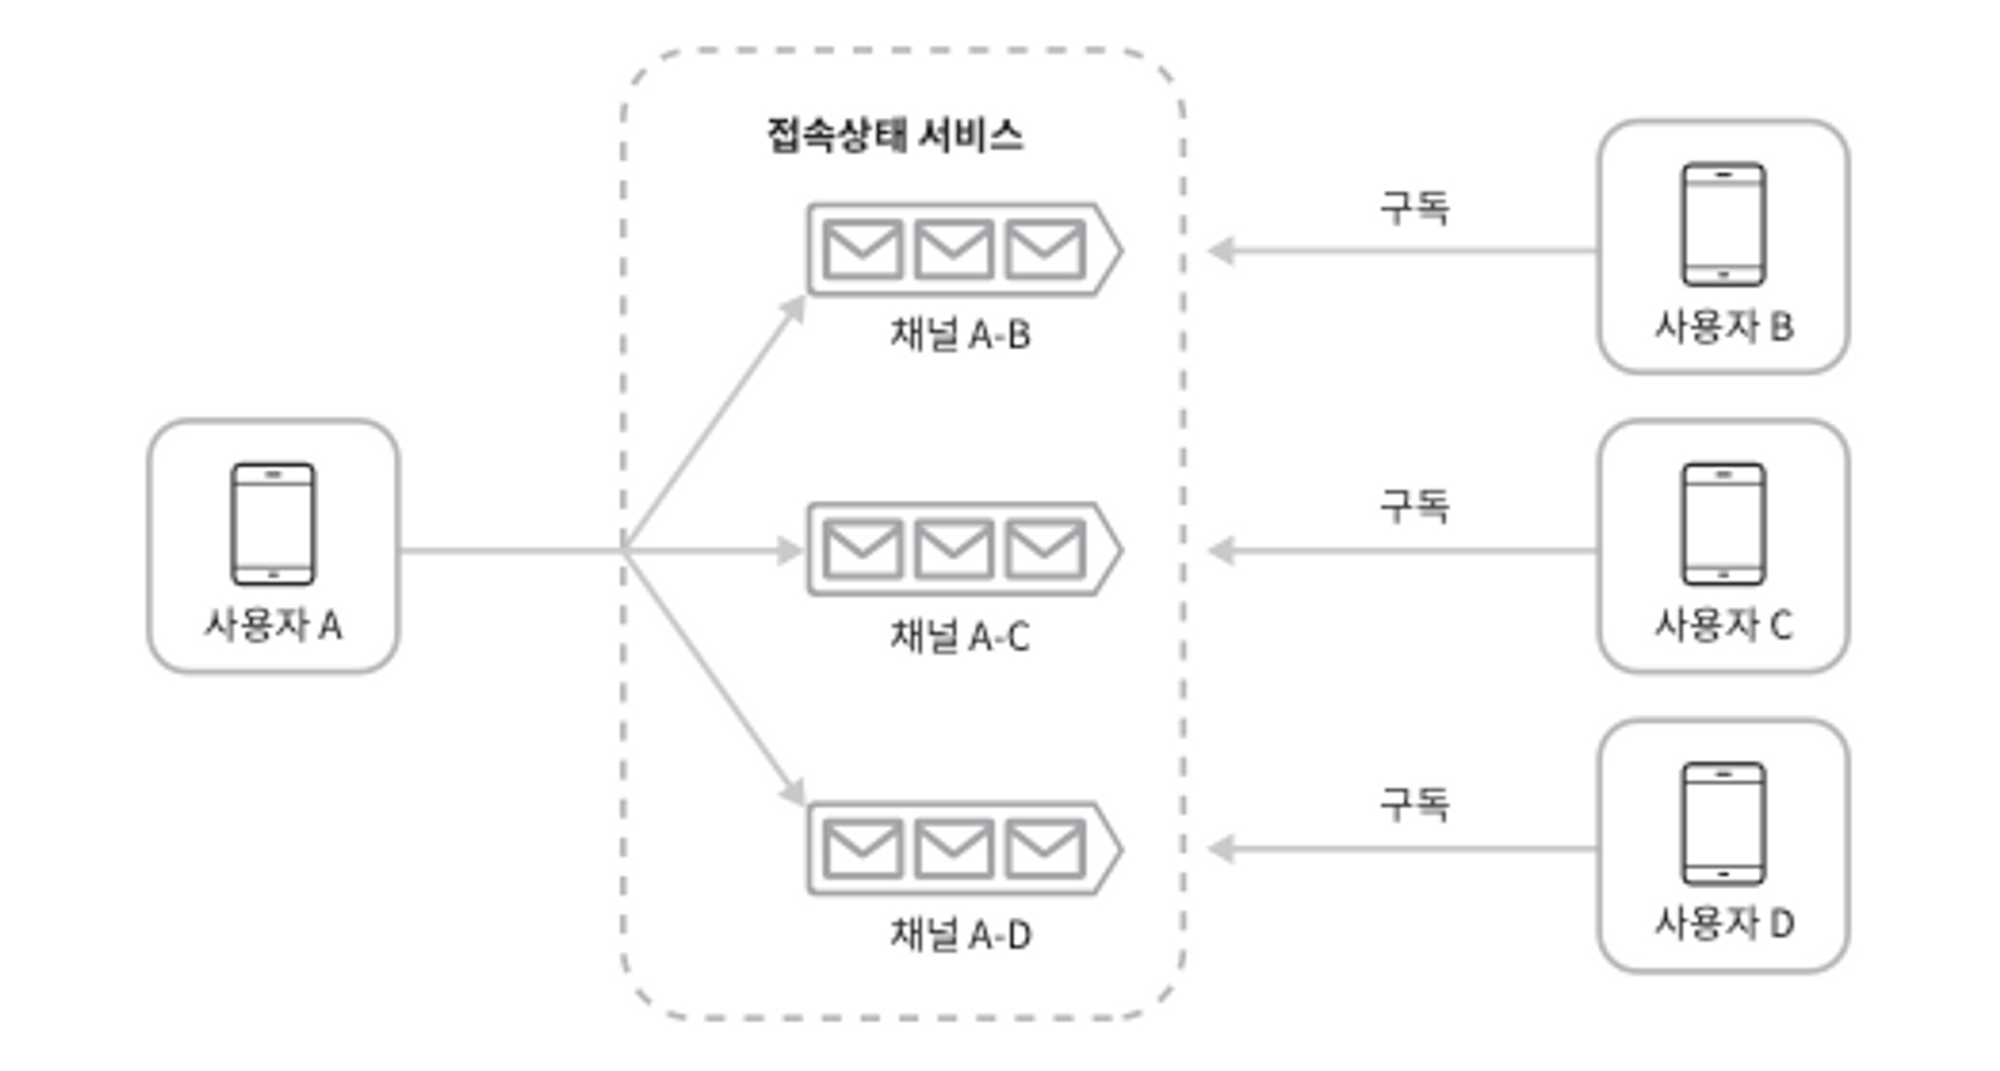 접속상태 서비스
구독
사용자 B
채널 A-B
사용자 A
구독
사용자 C
채널 A-C
구독
사용자 D
채널 A-D